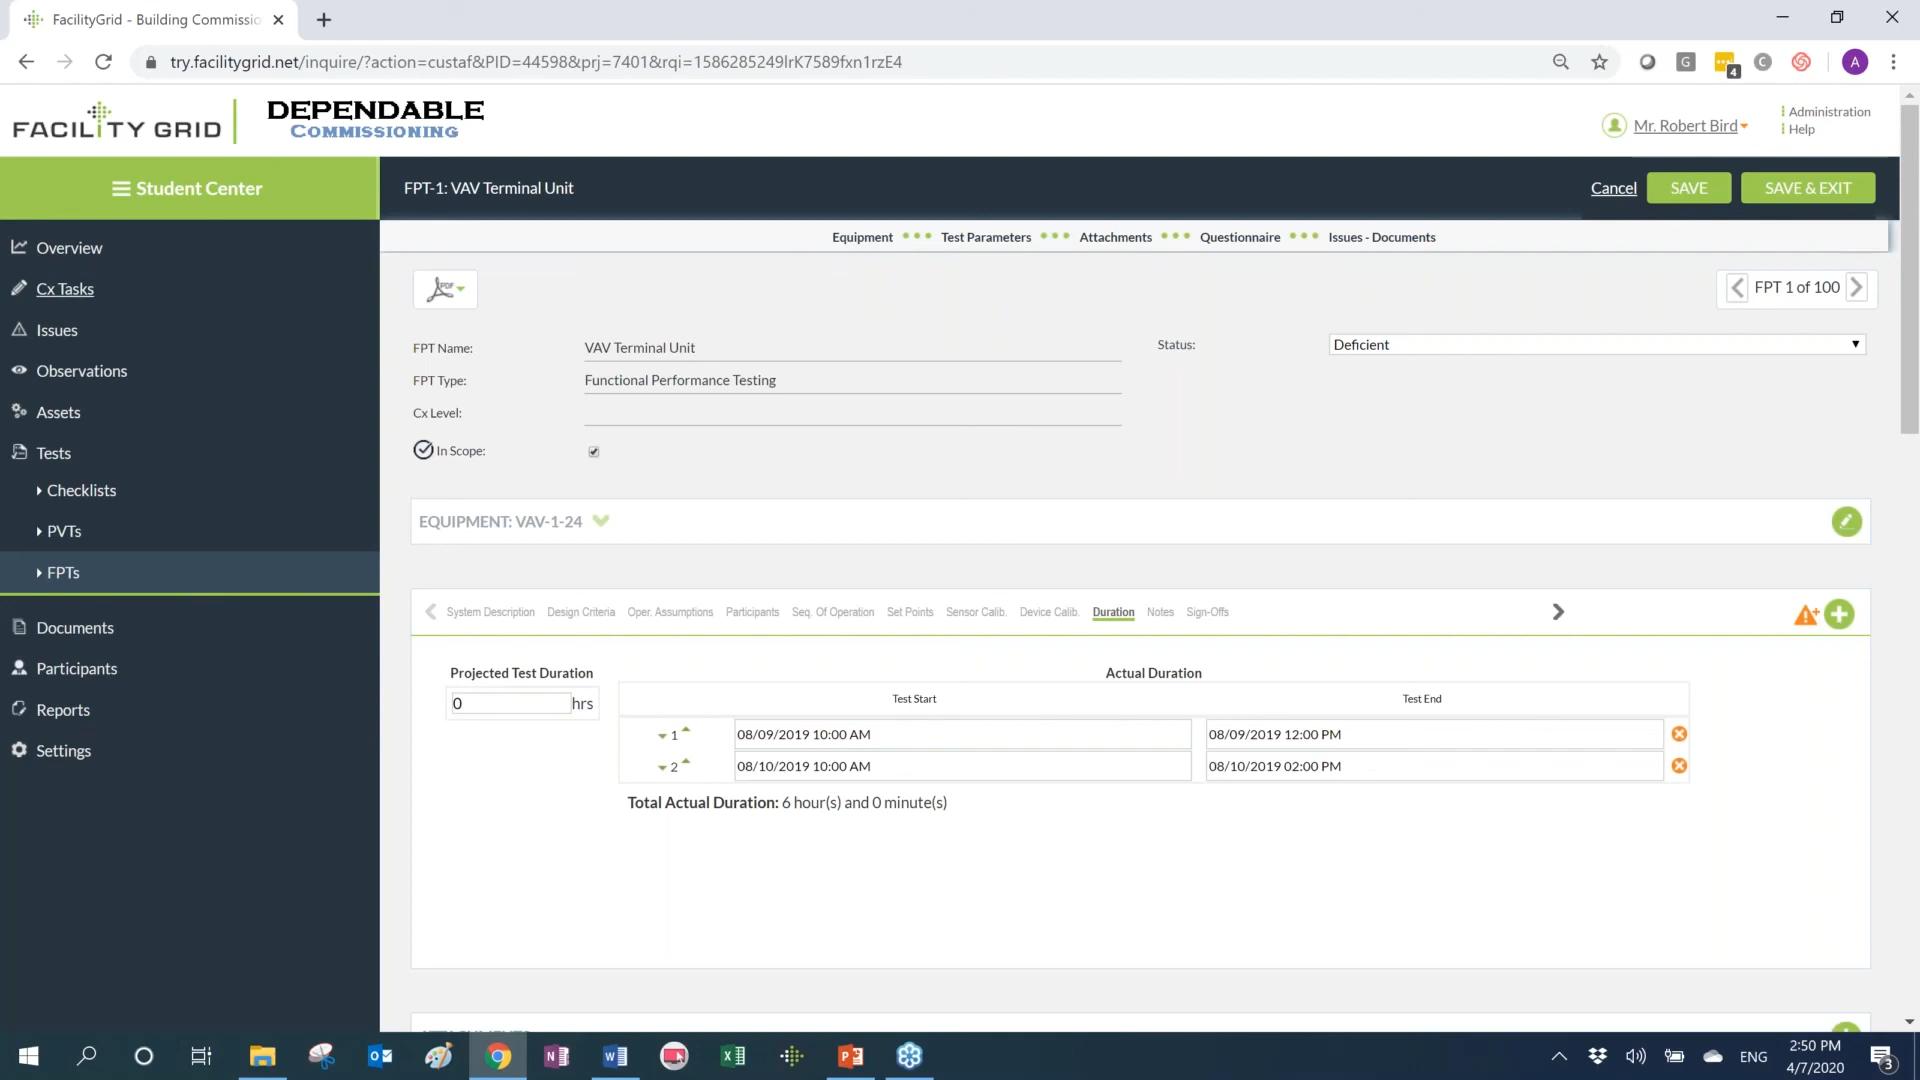 FacilityGrid - Building Commissio
try.facilitygrid.net/inquire/?action=custaf&PID=44598&prj=7401&rqi=1586285249lrK7589fxn1rzE4
G
4
C
A
FACILITY GRID
DEPENDABLE
COMMISSIONING
Mr. Robert Bird
Administration
Help
Student Center
FPT-1: VAV Terminal Unit
Cancel
SAVE
SAVE & EXIT
Overview
Cx Tasks
Issues
Observations
Assets
Tests
Checklists
PVTs
FPTs
Documents
Participants
Reports
Settings
Equipment Test Parameters Attachments Questionnaire Issues - Documents
PDF
FPT 1 of 100
FPT Name: VAV Terminal Unit
Status: Deficient
FPT Type: Functional Performance Testing
Cx Level:
In Scope:
EQUIPMENT: VAV-1-24
System Description Design Criteria Oper. Assumptions Participants Seq. Of Operation Set Points Sensor Calib. Device Calib. Duration Notes Sign-Offs
Projected Test Duration
0 hrs
Actual Duration
Test Start Test End
1 08/09/2019 10:00 AM 08/09/2019 12:00 PM
2 08/10/2019 10:00 AM 08/10/2019 02:00 PM
Total Actual Duration: 6 hour(s) and 0 minute(s)
ENG
2:50 PM
4/7/2020
3